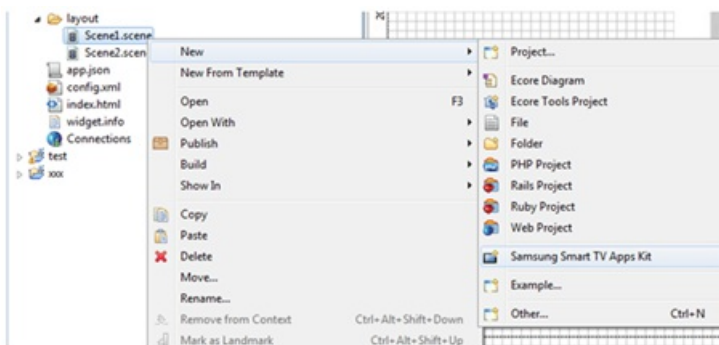 layout
Scene1.scene
Scene2.scen
app.json
config.xml
index.html
widget.info
Connections
test
xxx
New
New From Template
Open F3
Open With
Publish
Build
Show In
Copy
Paste
Delete
Move...
Rename...
Remove from Context Ctrl+Alt+Shift+Down
Mark as Landmark Ctrl+Alt+Shift+Up
Project...
Ecore Diagram
Ecore Tools Project
File
Folder
PHP Project
Rails Project
Ruby Project
Web Project
Samsung Smart TV Apps Kit
Example...
Other... Ctrl+N